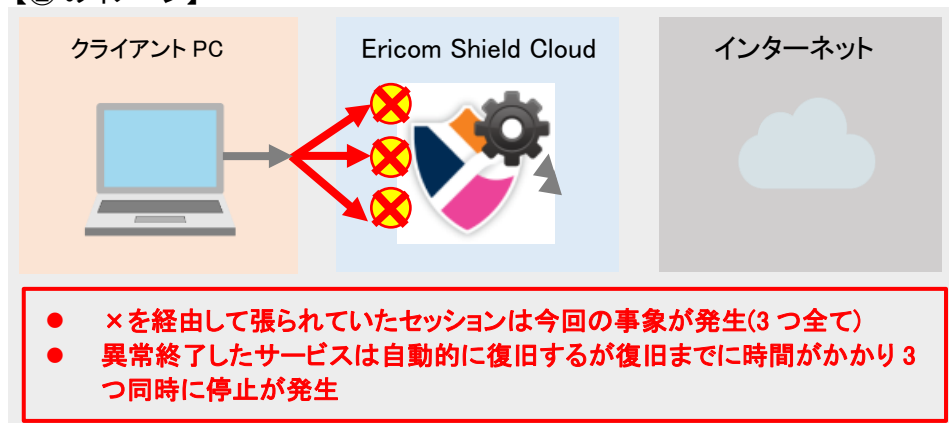 クライアント PC
Ericom Shield Cloud
インターネット
● ×を経由して張られていたセッションは今回の事象が発生(3 つ全て)
● 異常終了したサービスは自動的に復旧するが復旧までに時間がかかり 3
つ同時に停止が発生